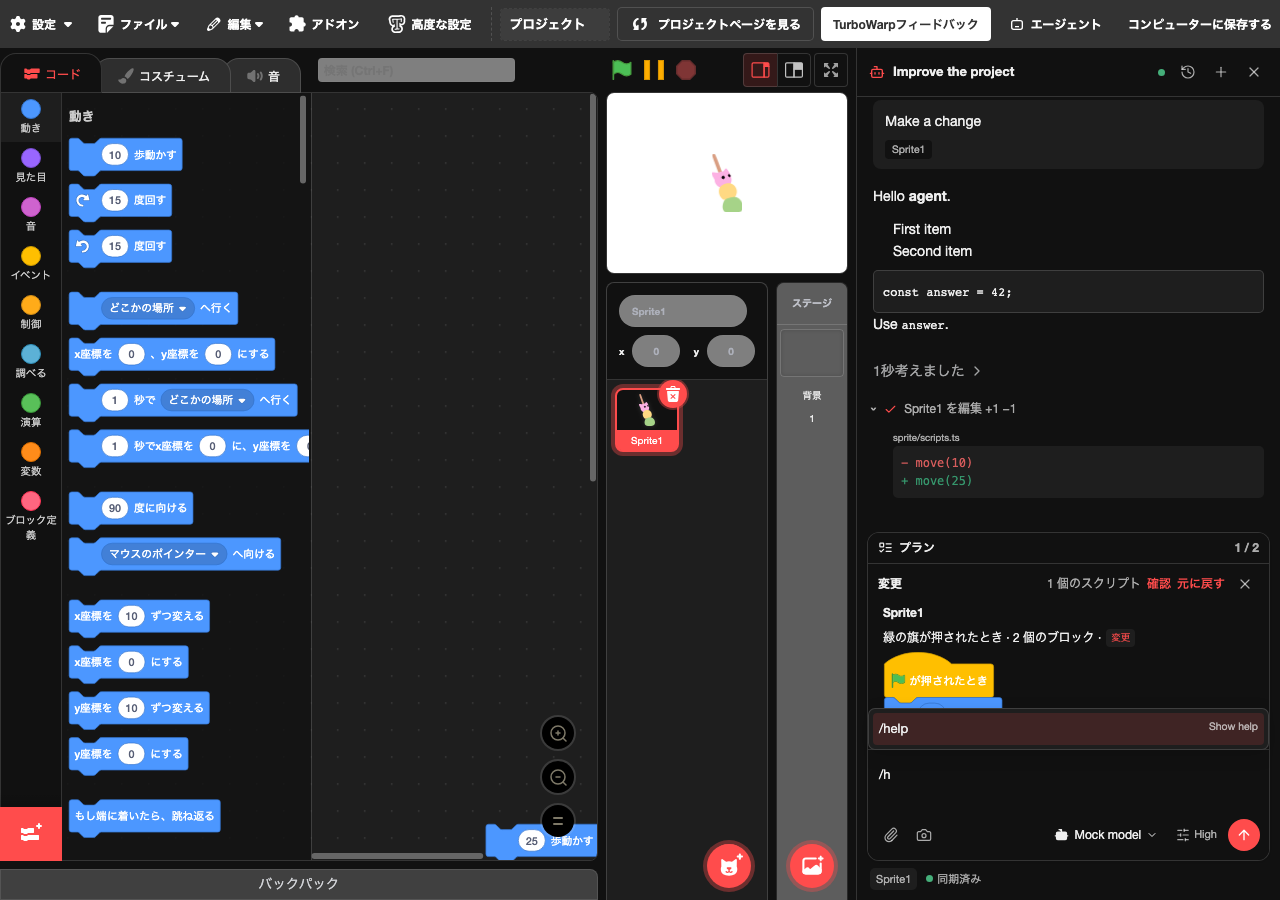 設定
ファイル
編集
アドオン
高度な設定
プロジェクト
プロジェクトページを見る
TurboWarpフィードバック
エージェント
コンピューターに保存する
コード
コスチューム
音
検索 (Ctrl+F)
動き
見た目
音
イベント
制御
調べる
演算
変数
ブロック定義
動き
10 歩動かす
15 度回す
15 度回す
どこかの場所 へ行く
x座標を 0 、y座標を 0 にする
1 秒で どこかの場所 へ行く
1 秒でx座標を 0 に、y座標を
90 度に向ける
マウスのポインター へ向ける
x座標を 10 ずつ変える
x座標を 0 にする
y座標を 10 ずつ変える
y座標を 0 にする
もし端に着いたら、跳ね返る
25 歩動かす
バックパック
Sprite1
x 0 y 0
Sprite1
ステージ
背景
1
Improve the project
Make a change
Sprite1
Hello agent.
First item
Second item
const answer = 42;
Use answer.
1秒考えました
Sprite1 を編集 +1 −1
sprite/scripts.ts
− move(10)
+ move(25)
プラン 1 / 2
変更 1 個のスクリプト 確認 元に戻す
Sprite1
緑の旗が押されたとき · 2 個のブロック · 変更
が押されたとき
/help Show help
/h
Mock model High
Sprite1 同期済み